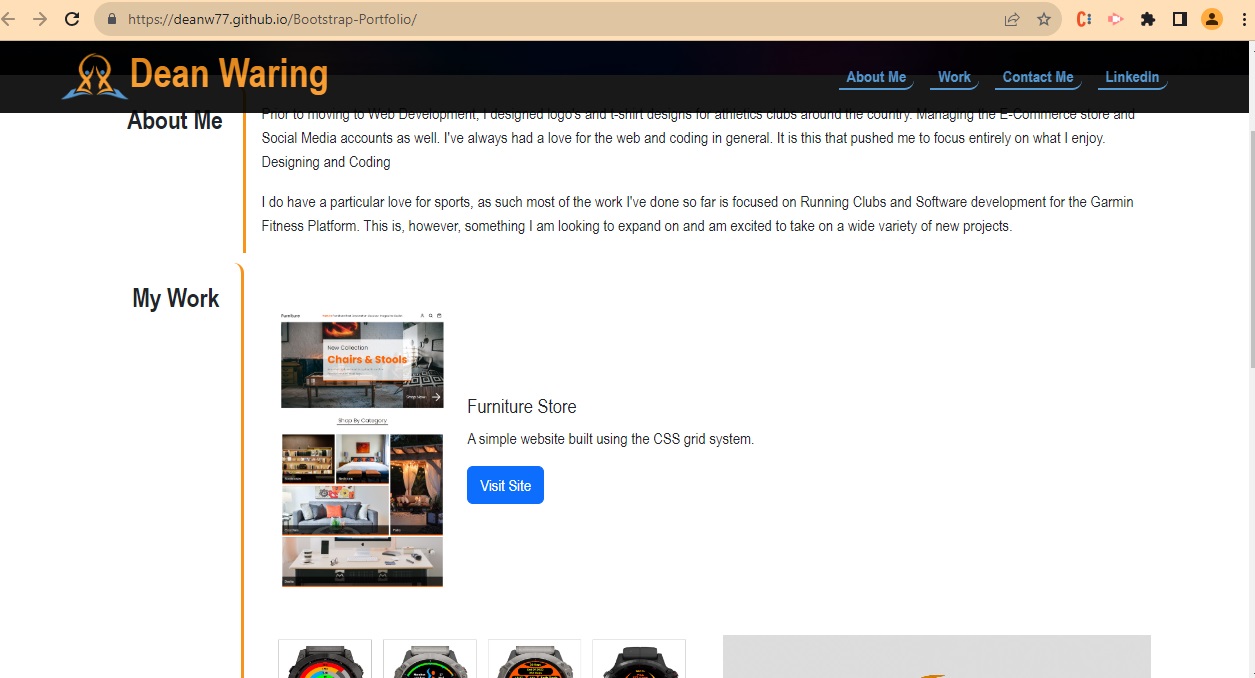 https://deanw77.github.io/Bootstrap-Portfolio/
Dean Waring
About Me
Work
Contact Me
LinkedIn
About Me
Prior to moving to Web Development, I designed logo's and t-shirt designs for athletics clubs around the country. Managing the E-Commerce store and
Social Media accounts as well. I've always had a love for the web and coding in general. It is this that pushed me to focus entirely on what I enjoy.
Designing and Coding
I do have a particular love for sports, as such most of the work I've done so far is focused on Running Clubs and Software development for the Garmin
Fitness Platform. This is, however, something I am looking to expand on and am excited to take on a wide variety of new projects.
My Work
Furniture
New Collection
Chairs & Stools
Shop Now
Shop By Category
Furniture Store
A simple website built using the CSS grid system.
Visit Site